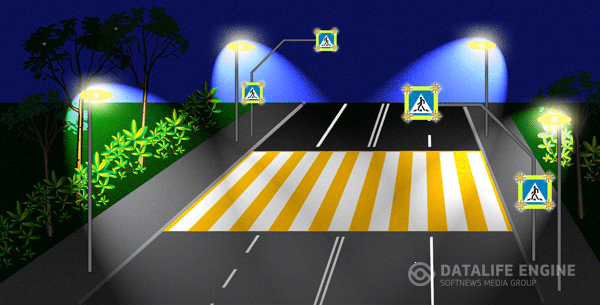 DATALIFE ENGINE
SOFTNEWS MEDIA GROUP